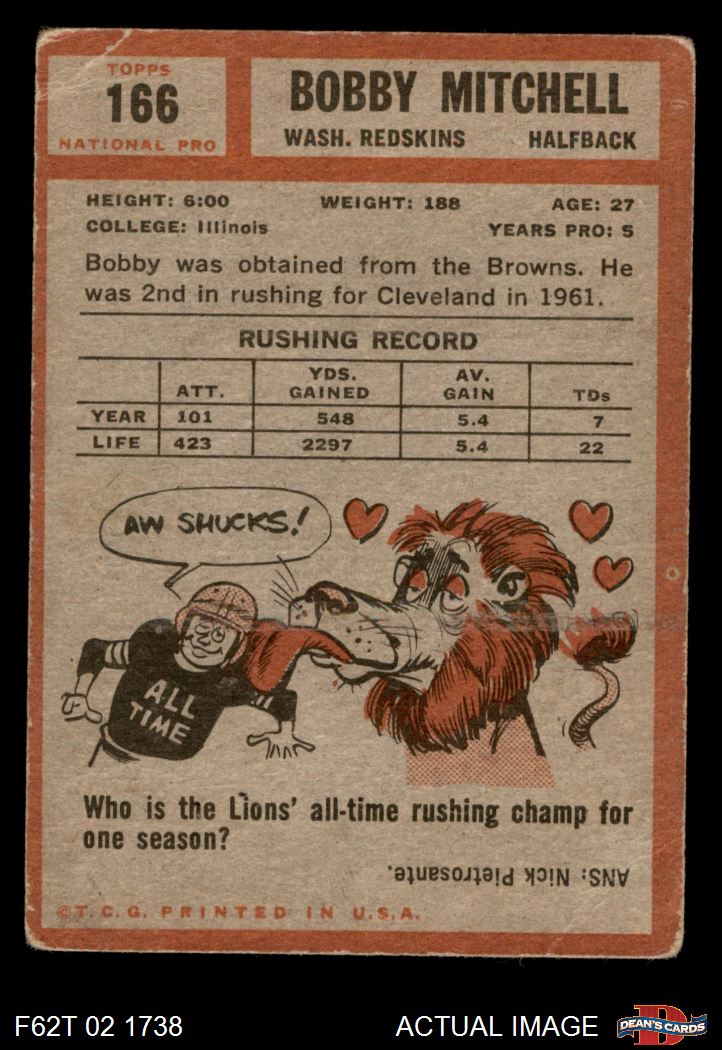 TOPPS
166
NATIONAL PRO
BOBBY MITCHELL
WASH. REDSKINS HALFBACK
HEIGHT: 6:00 WEIGHT: 188 AGE: 27
COLLEGE: Illinois YEARS PRO: 5
Bobby was obtained from the Browns. He
was 2nd in rushing for Cleveland in 1961.
RUSHING RECORD
ATT. YDS. GAINED AV. GAIN TDs
YEAR 101 548 5.4 7
LIFE 423 2297 5.4 22
AW SHUCKS!
ALL
TIME
Who is the Lions' all-time rushing champ for
one season?
ANS: Nick Pietrosante.
©T.C.G. PRINTED IN U.S.A.
F62T 02 1738 ACTUAL IMAGE D DEAN'S CARDS